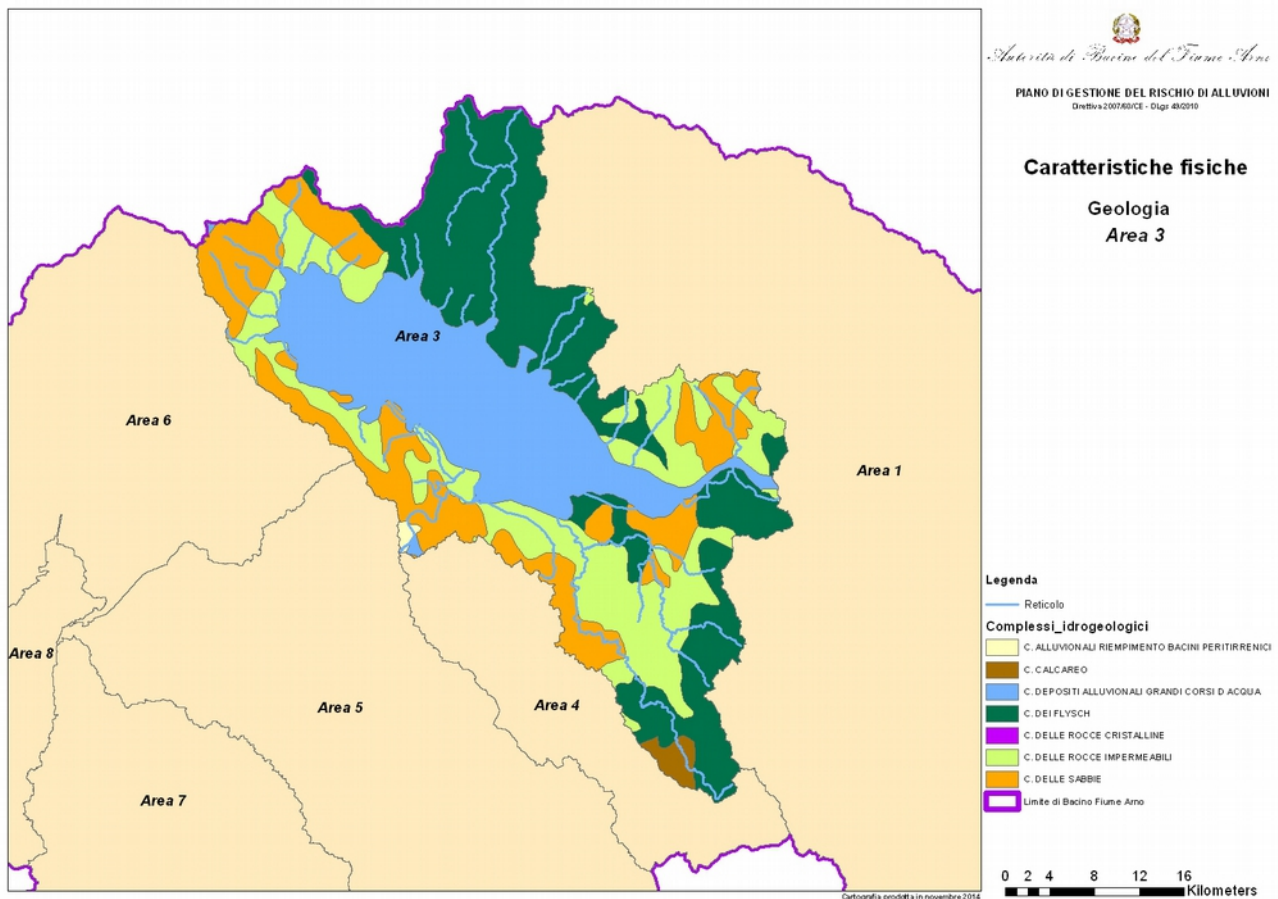 Autorità di Bacino del Fiume Arno
PIANO DI GESTIONE DEL RISCHIO DI ALLUVIONI
Direttiva 2007/60/CE - DLgs 49/2010
Caratteristiche fisiche
Geologia
Area 3
Area 3
Area 6
Area 1
Area 8
Area 5
Area 4
Area 7
Legenda
Reticolo
Complessi_idrogeologici
C. ALLUVIONALI RIEMPIMENTO BACINI PERITIRRENICI
C. CALCAREO
C. DEPOSITI ALLUVIONALI GRANDI CORSI D ACQUA
C. DEI FLYSCH
C. DELLE ROCCE CRISTALLINE
C. DELLE ROCCE IMPERMEABILI
C. DELLE SABBIE
Limite di Bacino Fiume Arno
0 2 4 8 12 16
Kilometers
Cartografia prodotta in novembre 2014